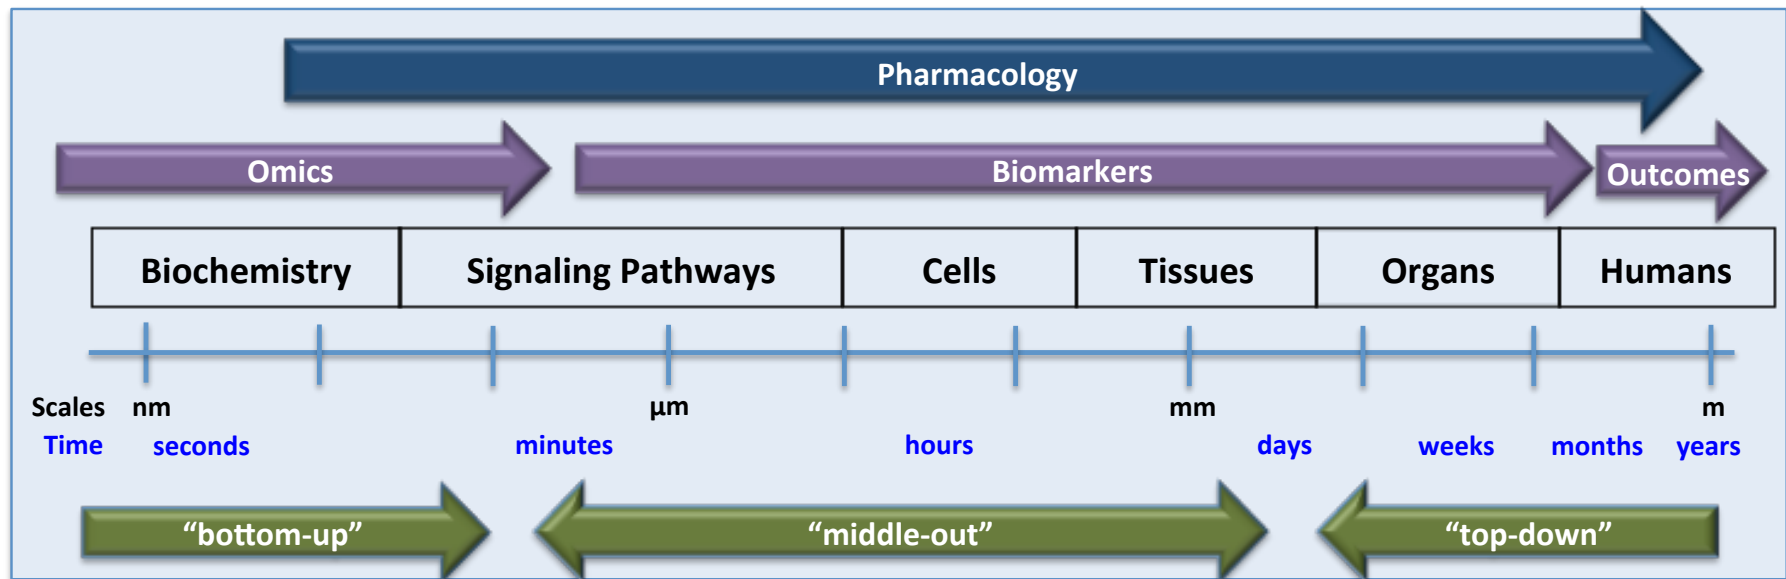 Pharmacology
Omics Biomarkers Outcomes
Biochemistry Signaling Pathways Cells Tissues Organs Humans
Scales nm μm mm m
Time seconds minutes hours days weeks months years
“bottom-up” “middle-out” “top-down”